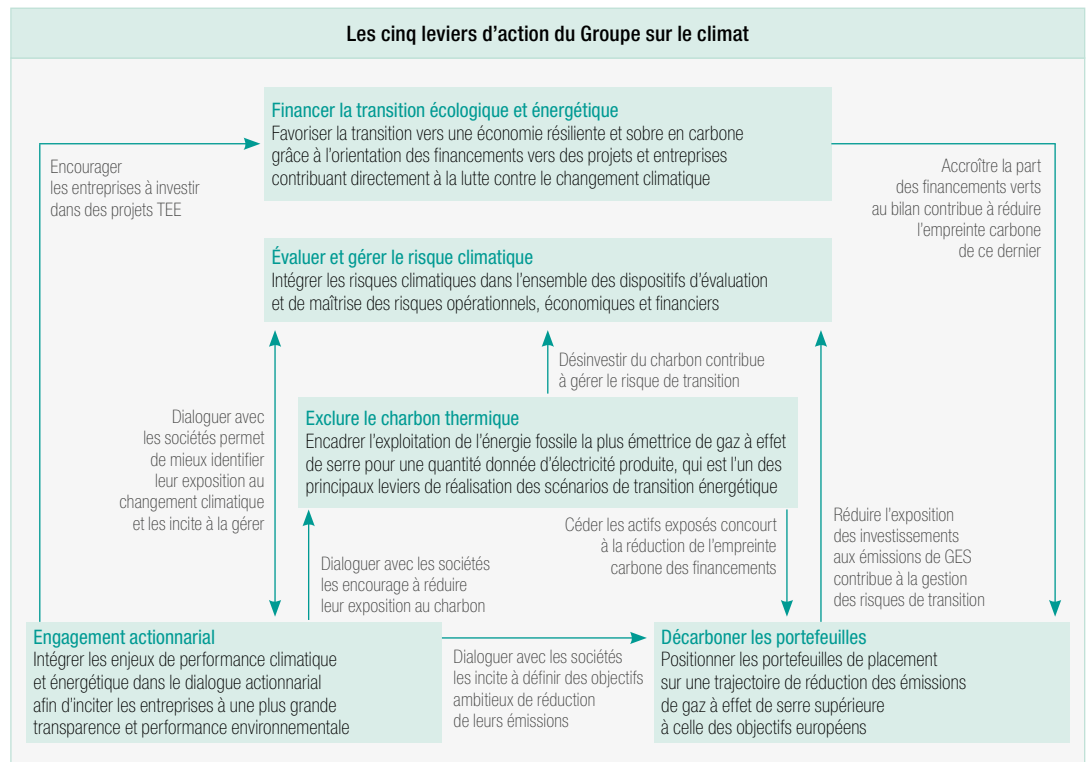 Les cinq leviers d’action du Groupe sur le climat
Financer la transition écologique et énergétique
Favoriser la transition vers une économie résiliente et sobre en carbone
grâce à l’orientation des financements vers des projets et entreprises
contribuant directement à la lutte contre le changement climatique
Encourager
les entreprises à investir
dans des projets TEE
Accroître la part
des financements verts
au bilan contribue à réduire
l’empreinte carbone
de ce dernier
Évaluer et gérer le risque climatique
Intégrer les risques climatiques dans l’ensemble des dispositifs d’évaluation
et de maîtrise des risques opérationnels, économiques et financiers
Désinvestir du charbon contribue
à gérer le risque de transition
Dialoguer avec
les sociétés permet
de mieux identifier
leur exposition au
changement climatique
et les incite à la gérer
Exclure le charbon thermique
Encadrer l’exploitation de l’énergie fossile la plus émettrice de gaz à effet
de serre pour une quantité donnée d’électricité produite, qui est l’un des
principaux leviers de réalisation des scénarios de transition énergétique
Dialoguer avec les sociétés
les encourage à réduire
leur exposition au charbon
Céder les actifs exposés concourt
à la réduction de l’empreinte
carbone des financements
Réduire l’exposition
des investissements
aux émissions de GES
contribue à la gestion
des risques de transition
Engagement actionnarial
Intégrer les enjeux de performance climatique
et énergétique dans le dialogue actionnarial
afin d’inciter les entreprises à une plus grande
transparence et performance environnementale
Dialoguer avec les sociétés
les incite à définir des objectifs
ambitieux de réduction
de leurs émissions
Décarboner les portefeuilles
Positionner les portefeuilles de placement
sur une trajectoire de réduction des émissions
de gaz à effet de serre supérieure
à celle des objectifs européens